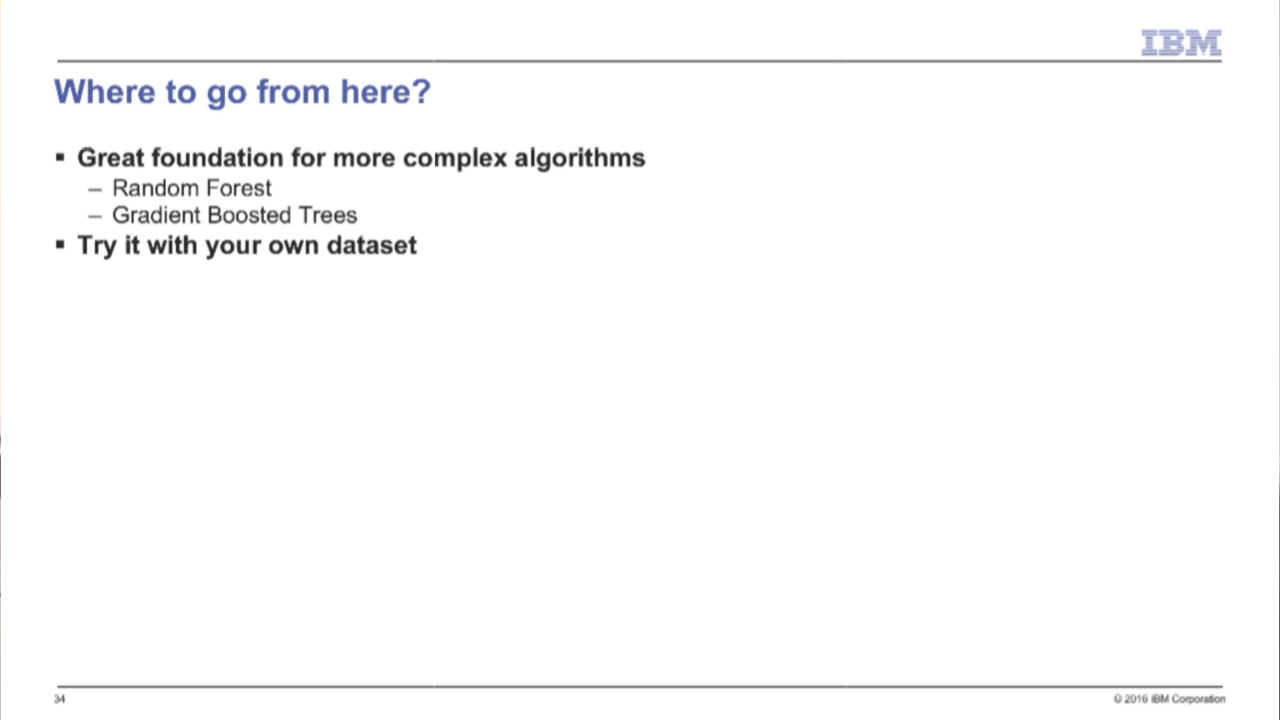 IBM
Where to go from here?
▪ Great foundation for more complex algorithms
– Random Forest
– Gradient Boosted Trees
▪ Try it with your own dataset
34
© 2016 IBM Corporation